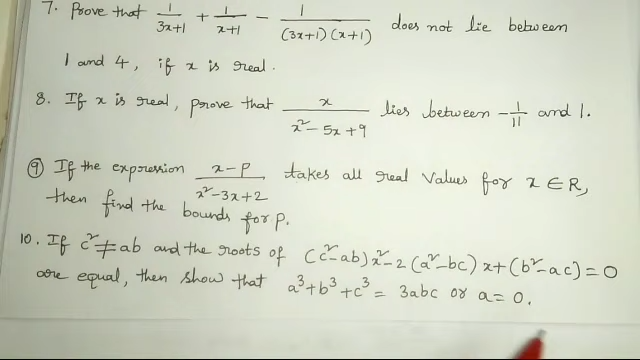 7. Prove that 1/(3x+1) + 1/(x+1) - 1/((3x+1)(x+1)) does not lie between
1 and 4, if x is real.
8. If x is real, prove that x/(x²-5x+9) lies between -1/11 and 1.
⑨ If the expression (x-p)/(x²-3x+2) takes all real values for x ∈ R,
then find the bounds for p.
10. If c² ≠ ab and the roots of (c²-ab)x²-2(a²-bc)x+(b²-ac)=0
are equal, then show that a³+b³+c³ = 3abc or a=0.